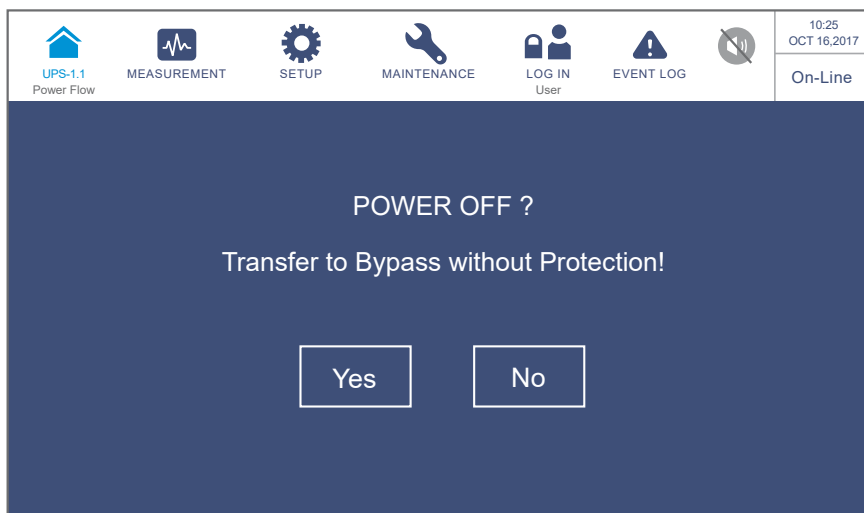 UPS-1.1
Power Flow
MEASUREMENT
SETUP
MAINTENANCE
LOG IN
User
EVENT LOG
10:25
OCT 16,2017
On-Line
POWER OFF ?
Transfer to Bypass without Protection!
Yes
No